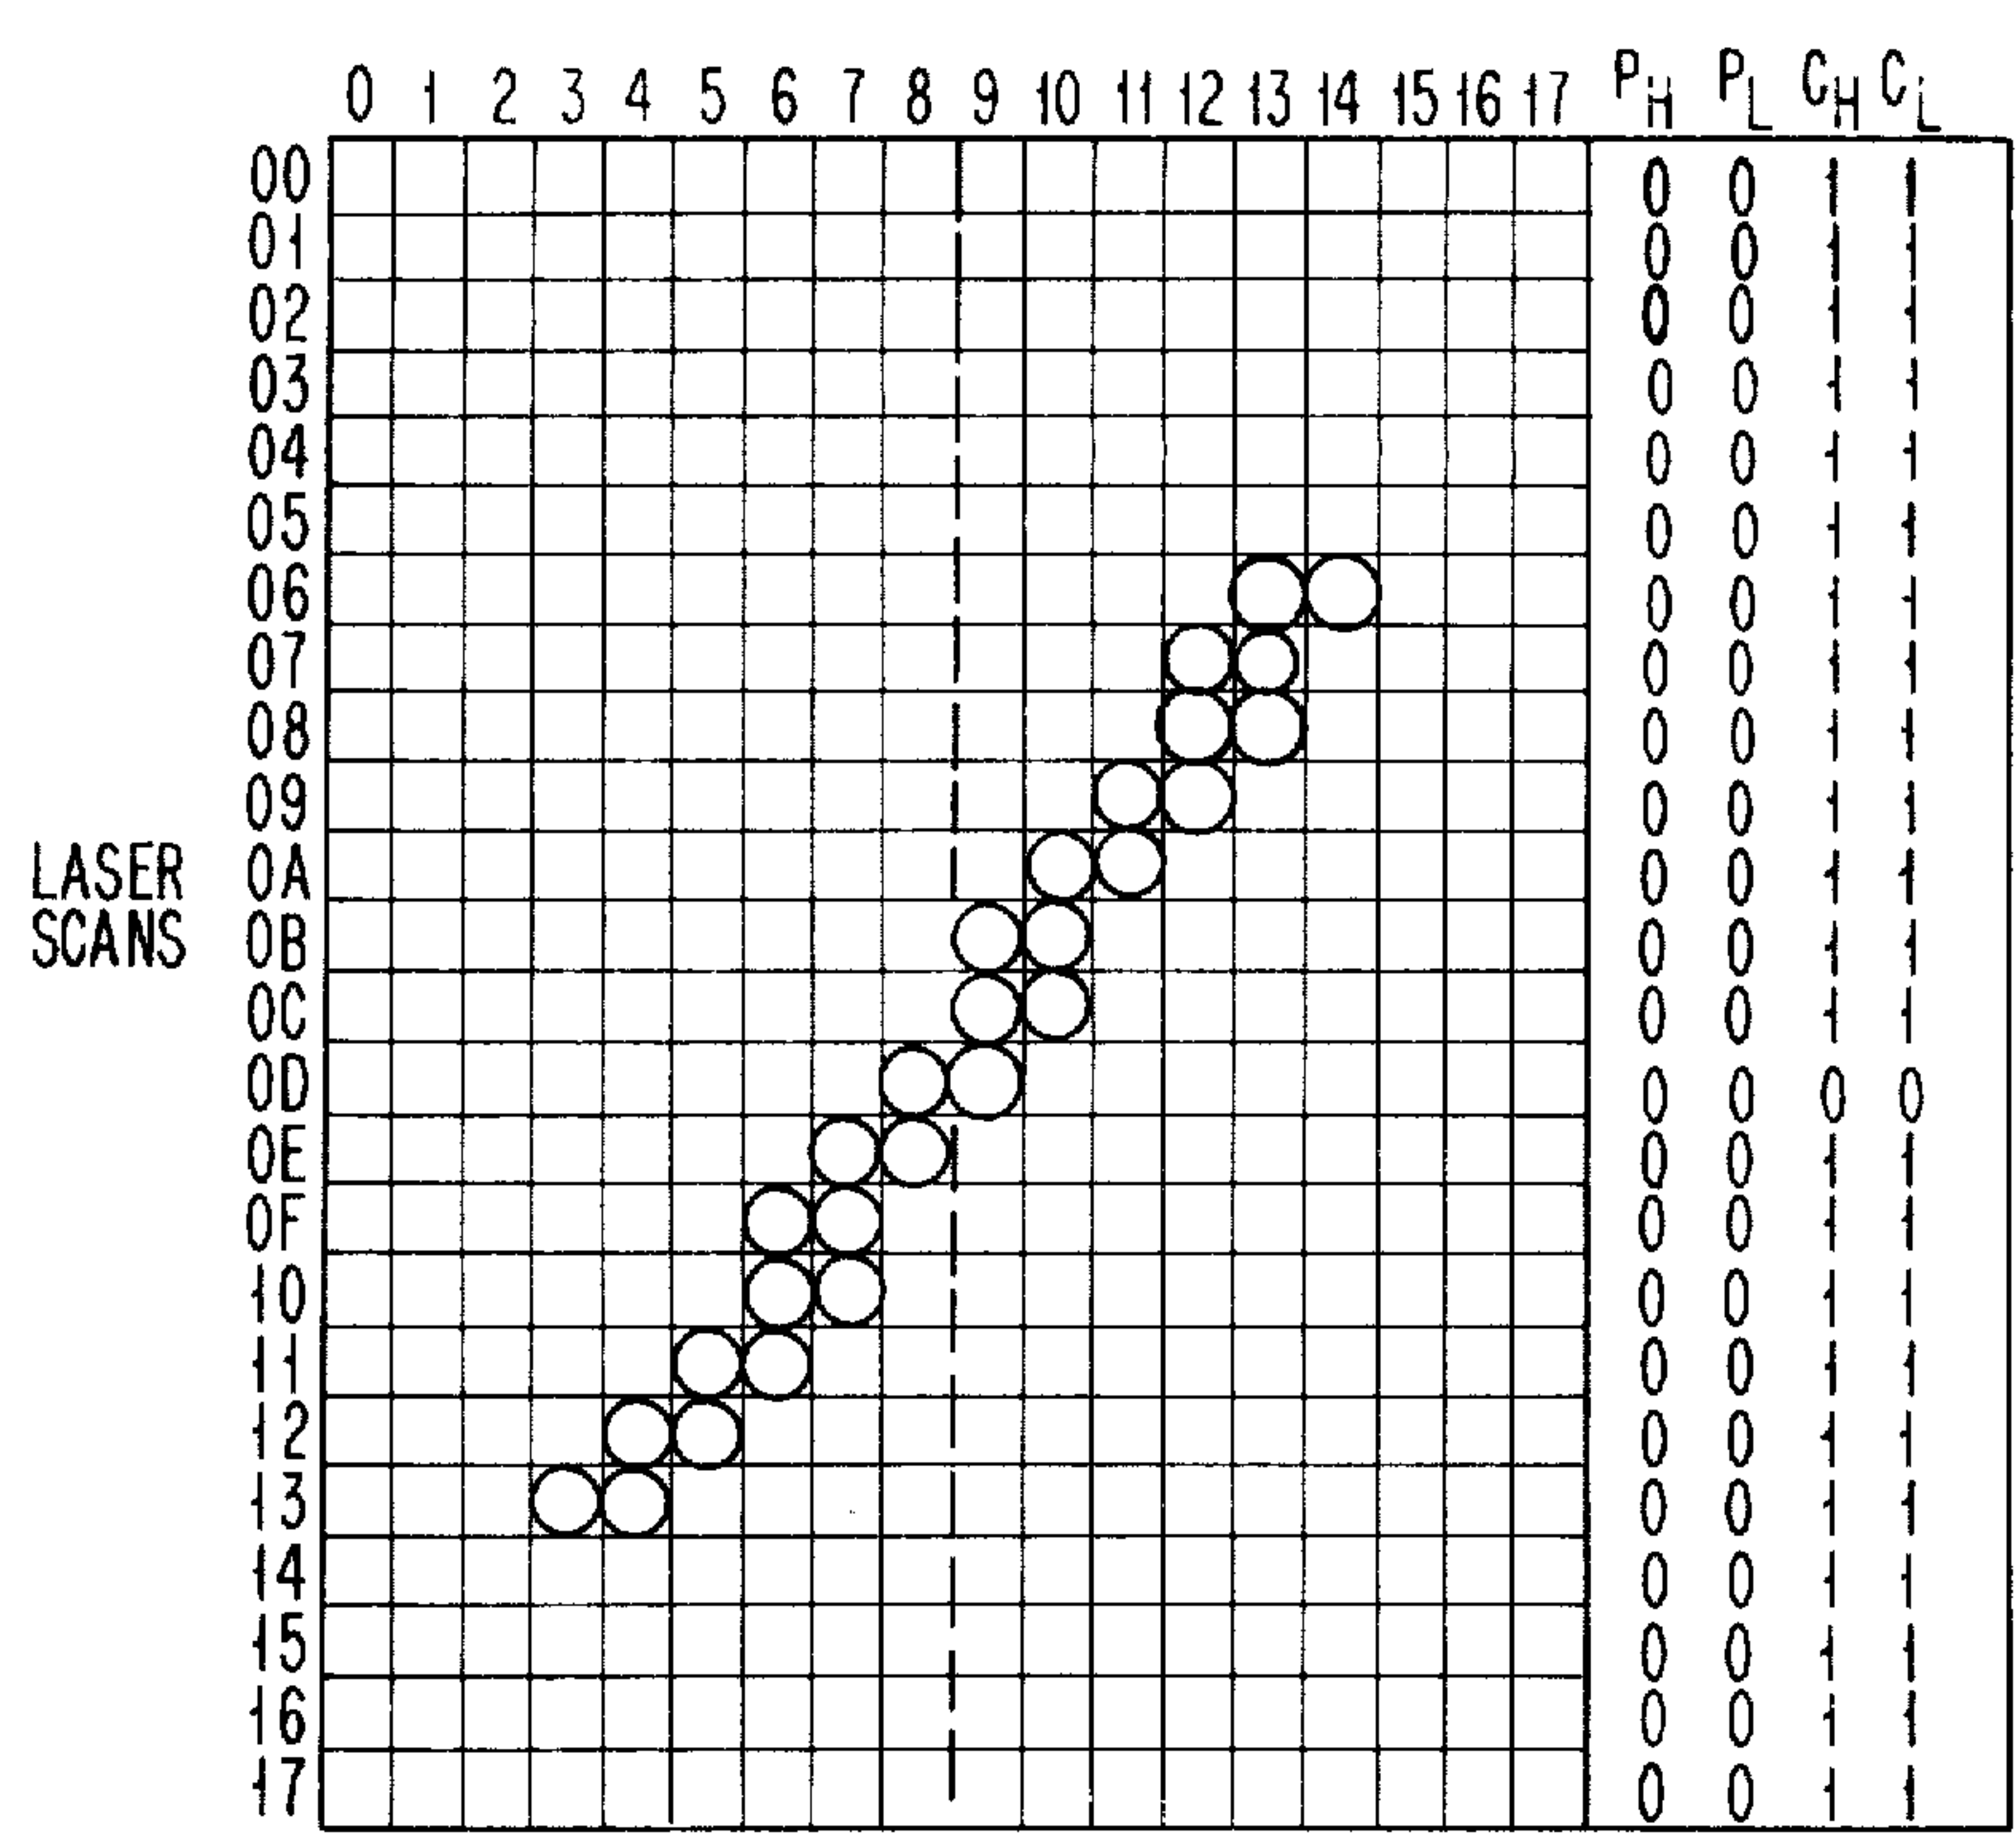 0 1 2 3 4 5 6 7 8 9 10 11 12 13 14 15 16 17 PH PL CH CL
00 0 0 1 1
01 0 0 1 1
02 0 0 1 1
03 0 0 1 1
04 0 0 1 1
05 0 0 1 1
06 0 0 1 1
07 0 0 1 1
08 0 0 1 1
09 0 0 1 1
LASER
SCANS
0A 0 0 1 1
0B 0 0 1 1
0C 0 0 1 1
0D 0 0 0 0
0E 0 0 1 1
0F 0 0 1 1
10 0 0 1 1
11 0 0 1 1
12 0 0 1 1
13 0 0 1 1
14 0 0 1 1
15 0 0 1 1
16 0 0 1 1
17 0 0 1 1